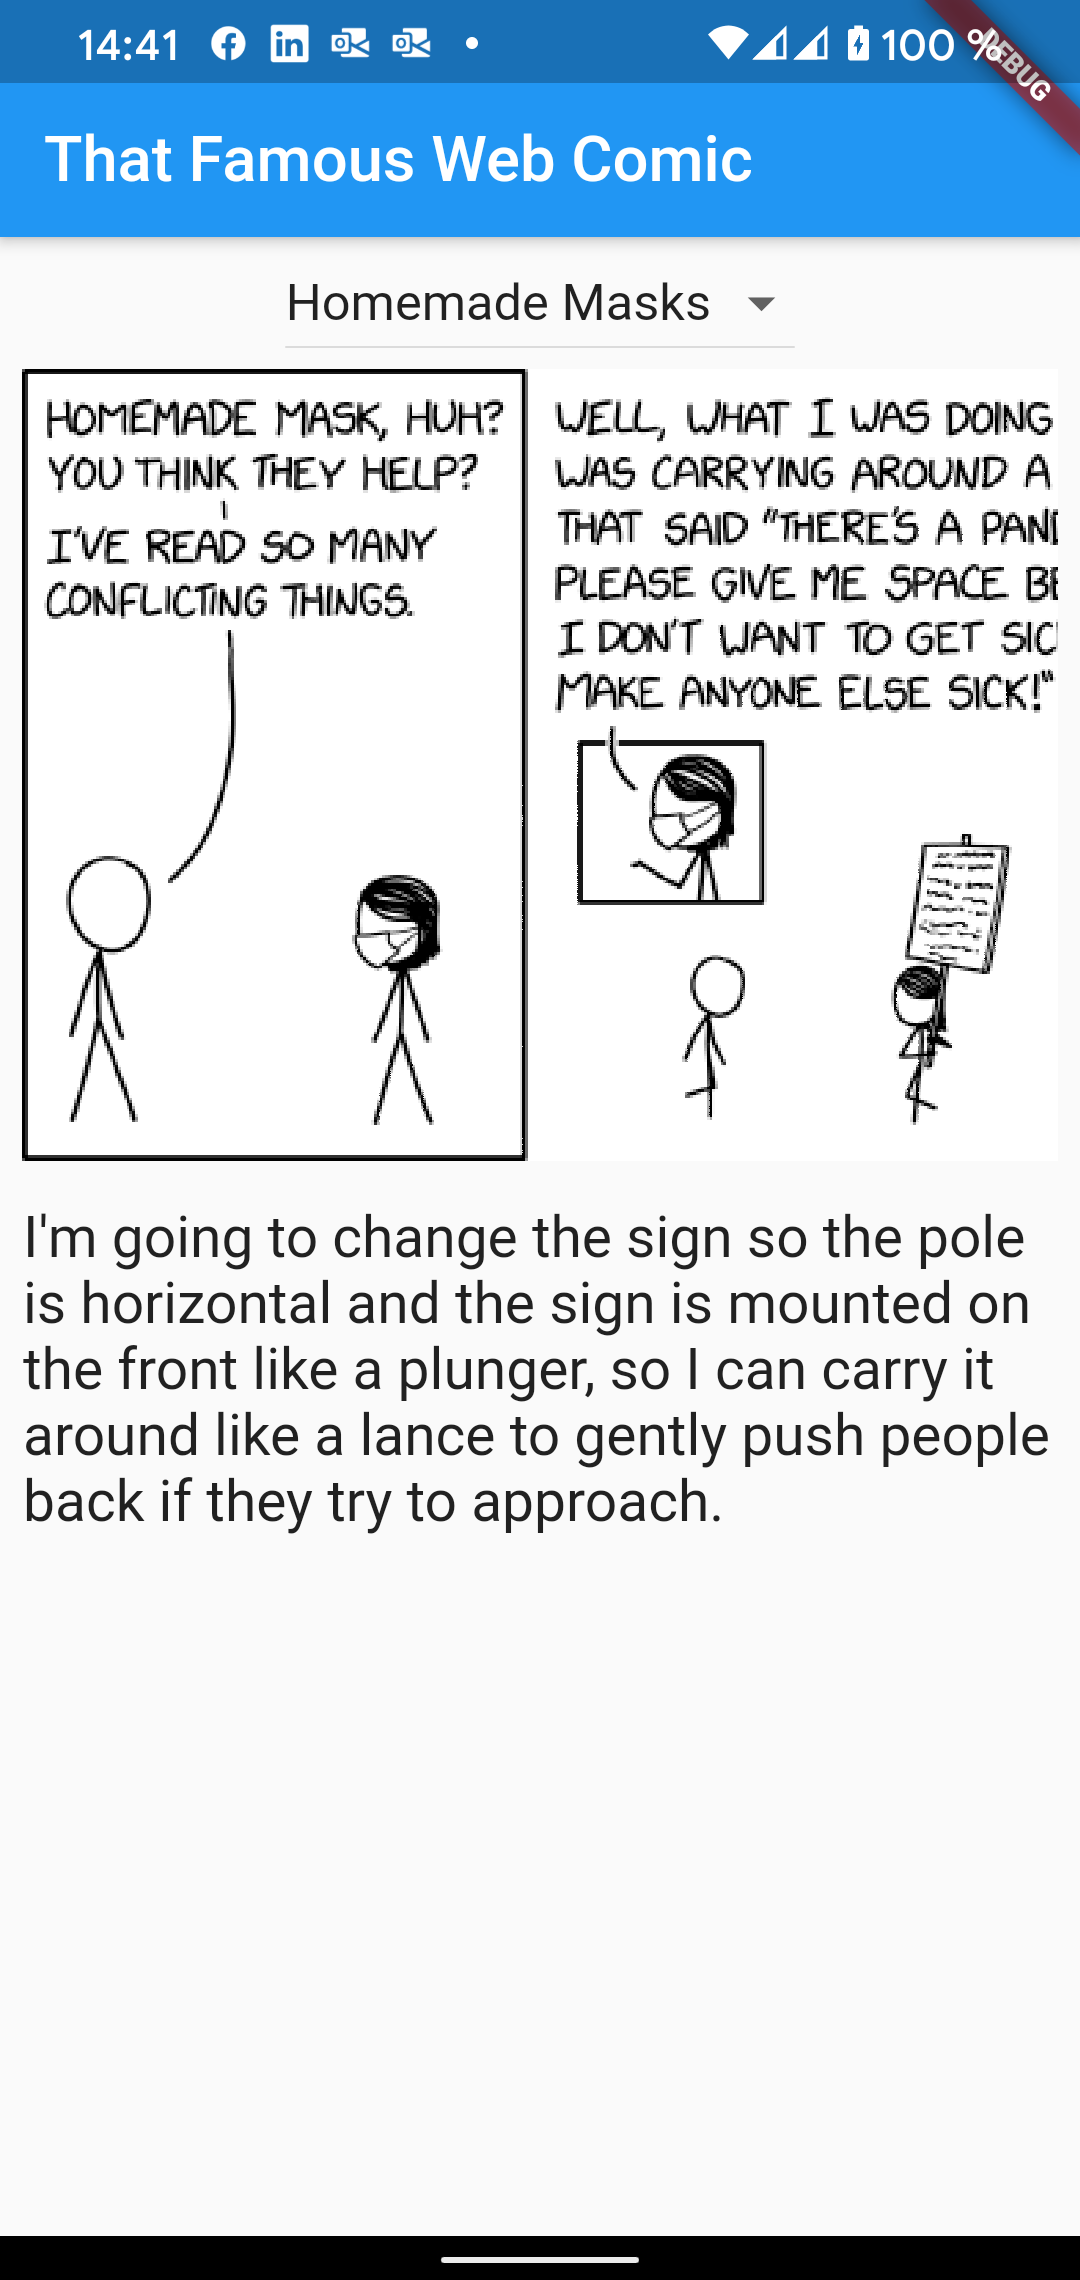 14:41
100 %
DEBUG
That Famous Web Comic
Homemade Masks
HOMEMADE MASK, HUH?
YOU THINK THEY HELP?
I'VE READ SO MANY
CONFLICTING THINGS.
WELL, WHAT I WAS DOING
WAS CARRYING AROUND A
THAT SAID "THERE'S A PAND
PLEASE GIVE ME SPACE BE
I DON'T WANT TO GET SIC
MAKE ANYONE ELSE SICK!"
I'm going to change the sign so the pole
is horizontal and the sign is mounted on
the front like a plunger, so I can carry it
around like a lance to gently push people
back if they try to approach.